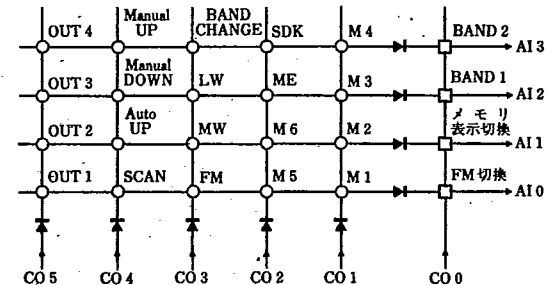 OUT 4 Manual UP BAND CHANGE SDK M 4 BAND 2 AI 3
OUT 3 Manual DOWN LW ME M 3 BAND 1 AI 2
OUT 2 Auto UP MW M 6 M 2 メモリ 表示切換 AI 1
OUT 1 SCAN FM M 5 M 1 FM 切換 AI 0
CO 5 CO 4 CO 3 CO 2 CO 1 CO 0